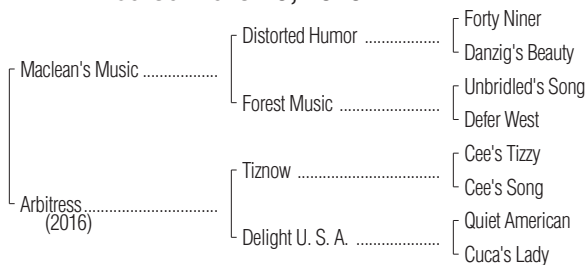 Forty Niner
Distorted Humor ....................
Danzig's Beauty
Maclean's Music ....................
Unbridled's Song
Forest Music ...........................
Defer West
Cee's Tizzy
Tiznow ......................................
Cee's Song
Arbitress....................................
(2016)
Quiet American
Delight U. S. A. ......................
Cuca's Lady